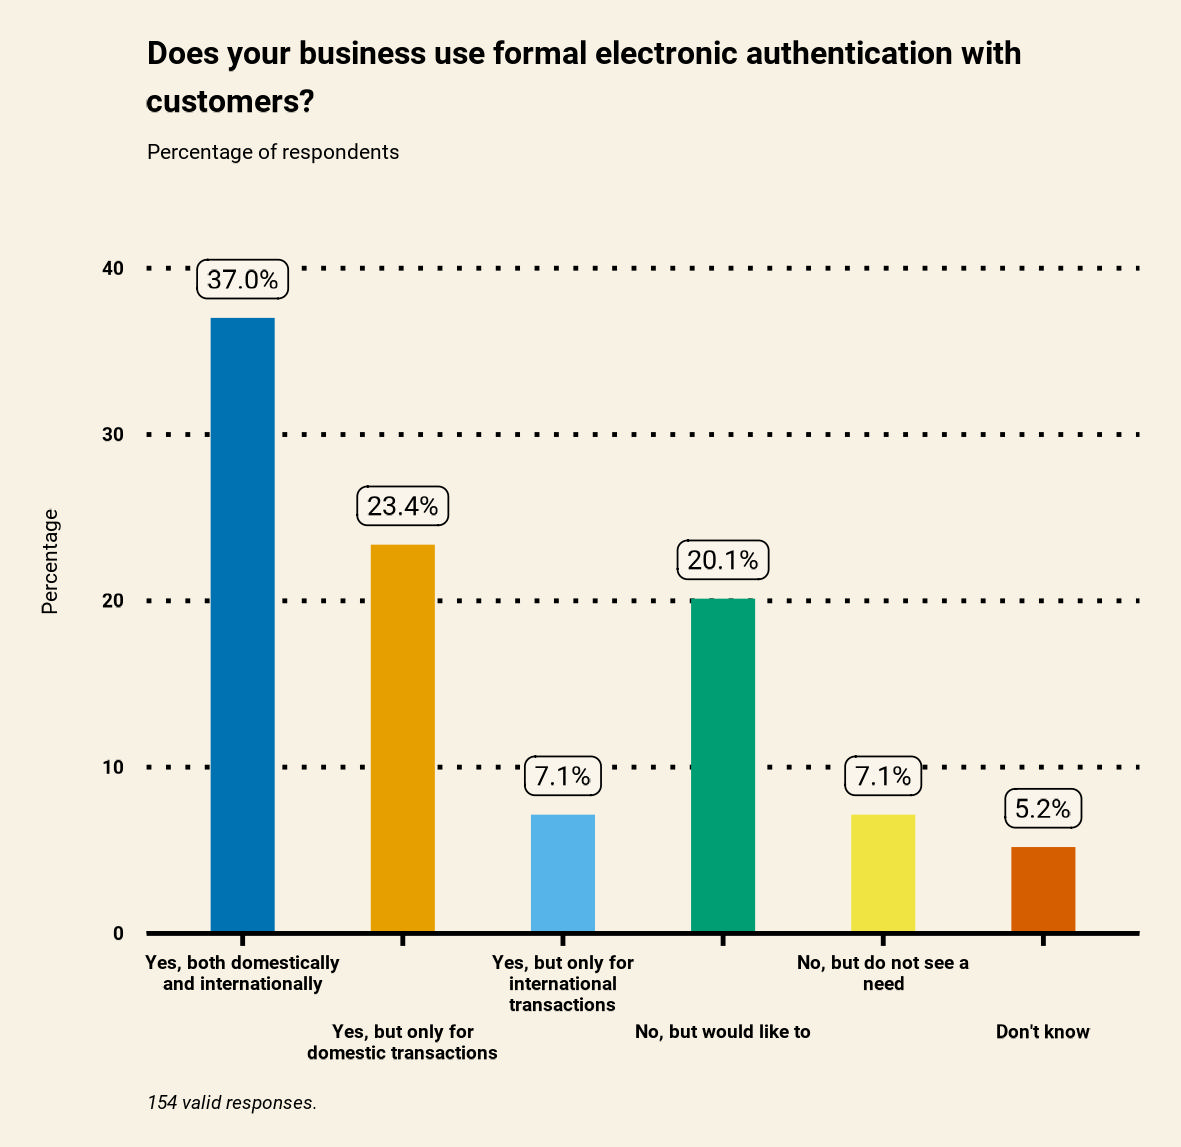 Does your business use formal electronic authentication with
customers?
Percentage of respondents
40
37.0%
30
23.4%
20.1%
Percentage
20
10
7.1%
7.1%
5.2%
0
Yes, both domestically
and internationally
Yes, but only for
domestic transactions
Yes, but only for
international
transactions
No, but would like to
No, but do not see a
need
Don't know
154 valid responses.